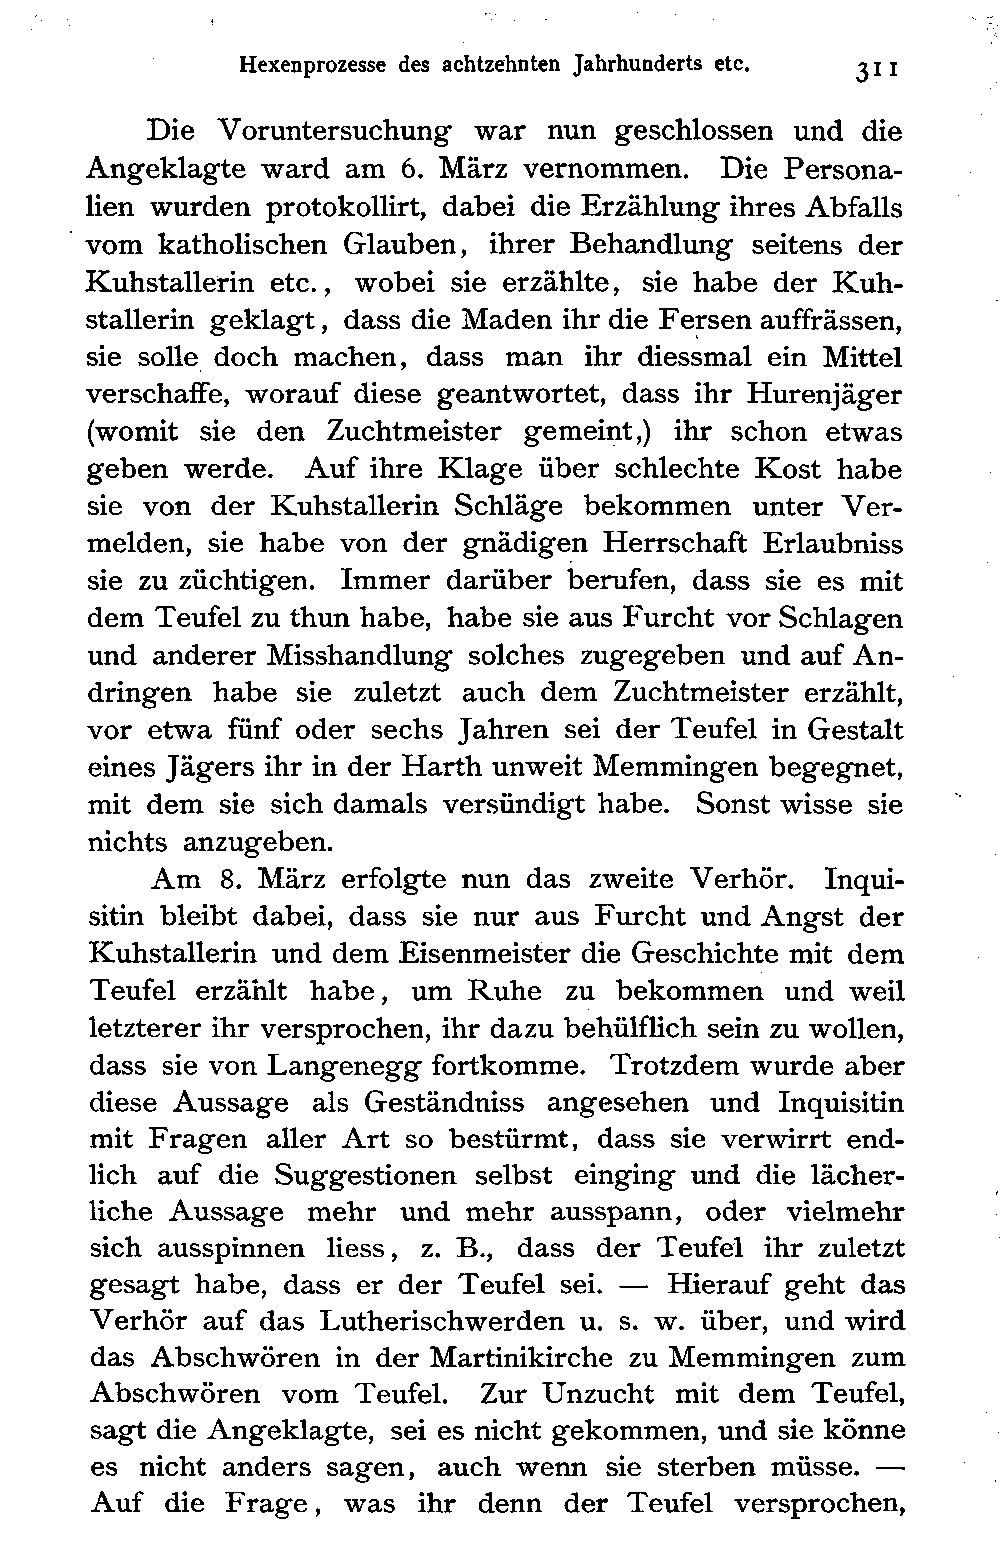 Hexenprozesse des achtzehnten Jahrhunderts etc. 311
Die Voruntersuchung war nun geschlossen und die
Angeklagte ward am 6. März vernommen. Die Persona-
lien wurden protokollirt, dabei die Erzählung ihres Abfalls
vom katholischen Glauben, ihrer Behandlung seitens der
Kuhstallerin etc., wobei sie erzählte, sie habe der Kuh-
stallerin geklagt, dass die Maden ihr die Fersen auffrässen,
sie solle doch machen, dass man ihr diessmal ein Mittel
verschaffe, worauf diese geantwortet, dass ihr Hurenjäger
(womit sie den Zuchtmeister gemeint,) ihr schon etwas
geben werde. Auf ihre Klage über schlechte Kost habe
sie von der Kuhstallerin Schläge bekommen unter Ver-
melden, sie habe von der gnädigen Herrschaft Erlaubniss
sie zu züchtigen. Immer darüber berufen, dass sie es mit
dem Teufel zu thun habe, habe sie aus Furcht vor Schlagen
und anderer Misshandlung solches zugegeben und auf An-
dringen habe sie zuletzt auch dem Zuchtmeister erzählt,
vor etwa fünf oder sechs Jahren sei der Teufel in Gestalt
eines Jägers ihr in der Harth unweit Memmingen begegnet,
mit dem sie sich damals versündigt habe. Sonst wisse sie
nichts anzugeben.
Am 8. März erfolgte nun das zweite Verhör. Inqui-
sitin bleibt dabei, dass sie nur aus Furcht und Angst der
Kuhstallerin und dem Eisenmeister die Geschichte mit dem
Teufel erzählt habe, um Ruhe zu bekommen und weil
letzterer ihr versprochen, ihr dazu behülflich sein zu wollen,
dass sie von Langenegg fortkomme. Trotzdem wurde aber
diese Aussage als Geständniss angesehen und Inquisitin
mit Fragen aller Art so bestürmt, dass sie verwirrt end-
lich auf die Suggestionen selbst einging und die lächer-
liche Aussage mehr und mehr ausspann, oder vielmehr
sich ausspinnen liess, z. B., dass der Teufel ihr zuletzt
gesagt habe, dass er der Teufel sei. — Hierauf geht das
Verhör auf das Lutherischwerden u. s. w. über, und wird
das Abschwören in der Martinikirche zu Memmingen zum
Abschwören vom Teufel. Zur Unzucht mit dem Teufel,
sagt die Angeklagte, sei es nicht gekommen, und sie könne
es nicht anders sagen, auch wenn sie sterben müsse. —
Auf die Frage, was ihr denn der Teufel versprochen,